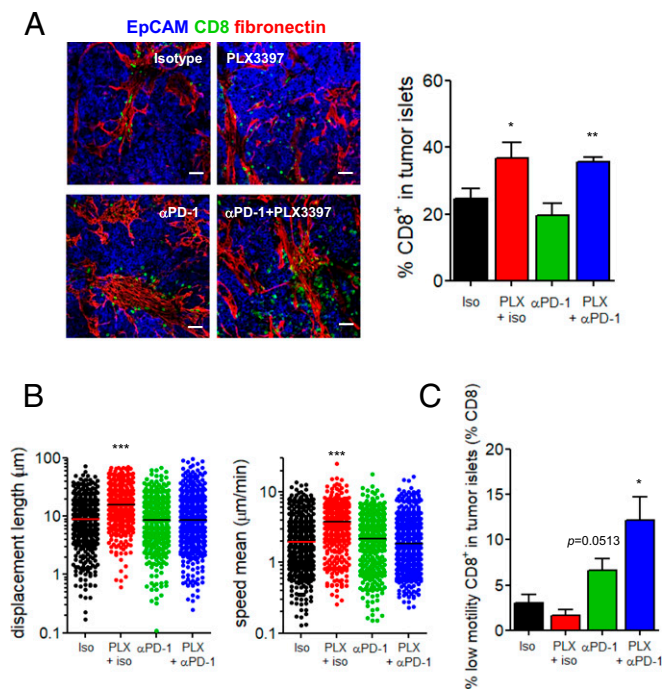 A
EpCAM CD8 fibronectin
Isotype
PLX3397
αPD-1
αPD-1+PLX3397
% CD8+ in tumor islets
60
40
20
0
*
**
Iso
PLX
+ iso
αPD-1
PLX
+ αPD-1
B
displacement length (μm)
100
10
1
0.1
***
Iso
PLX
+ iso
αPD-1
PLX
+ αPD-1
speed mean (μm/min)
10
1
0.1
***
Iso
PLX
+ iso
αPD-1
PLX
+ αPD-1
C
% low motility CD8+ in tumor islets (% CD8)
20
15
10
5
0
p=0.0513
*
Iso
PLX
+ iso
αPD-1
PLX
+ αPD-1